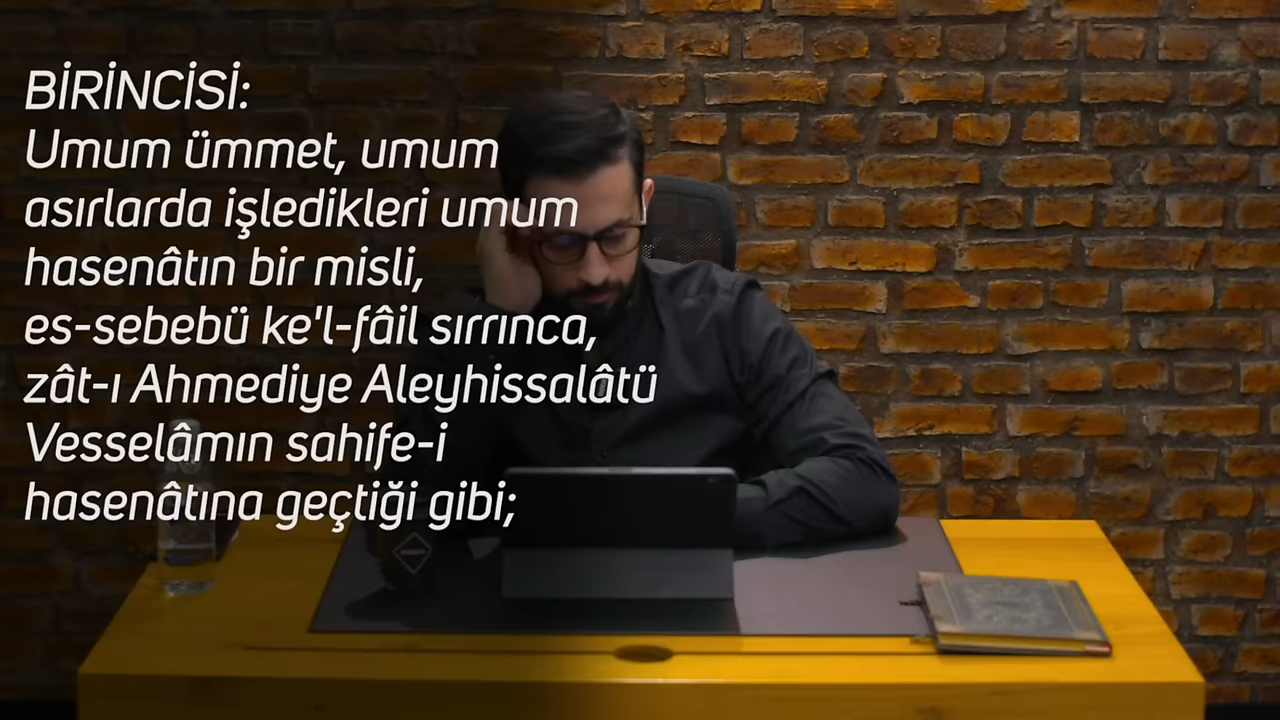 BİRİNCİSİ:
Umum ümmet, umum
asırlarda işledikleri umum
hasenâtın bir misli,
es-sebebü ke'l-fâil sırrınca,
zât-ı Ahmediye Aleyhissalâtü
Vesselâmın sahife-i
hasenâtına geçtiği gibi;